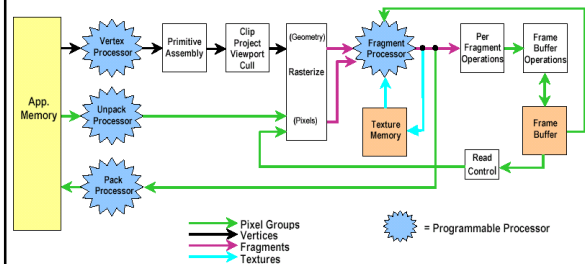 App.
Memory
Vertex
Processor
Primitive
Assembly
Clip
Project
Viewport
Cull
(Geometry)
Rasterize
(Pixels)
Fragment
Processor
Per
Fragment
Operations
Frame
Buffer
Operations
Unpack
Processor
Texture
Memory
Frame
Buffer
Read
Control
Pack
Processor
Pixel Groups
Vertices
Fragments
Textures
= Programmable Processor